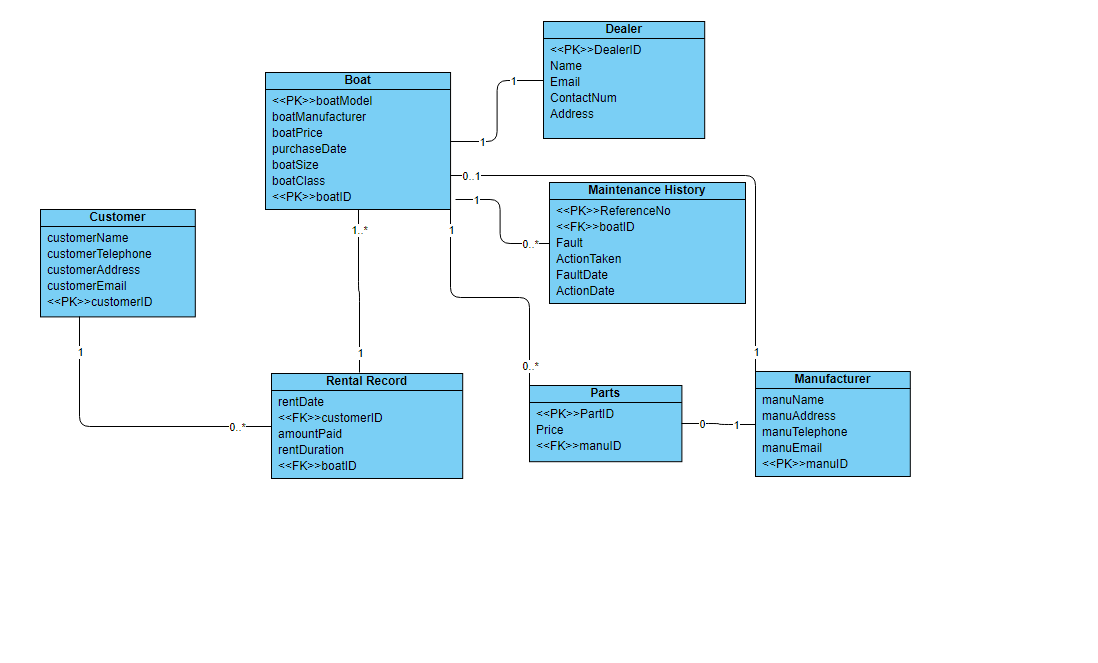 Dealer
<<PK>>DealerID
Name
Email
ContactNum
Address
Boat
<<PK>>boatModel
boatManufacturer
boatPrice
purchaseDate
boatSize
boatClass
<<PK>>boatID
1
1
0..1
1
0..*
Maintenance History
<<PK>>ReferenceNo
<<FK>>boatID
Fault
ActionTaken
FaultDate
ActionDate
Customer
customerName
customerTelephone
customerAddress
customerEmail
<<PK>>customerID
1..*
1
1
1
0..*
1
0..*
Rental Record
rentDate
<<FK>>customerID
amountPaid
rentDuration
<<FK>>boatID
Parts
<<PK>>PartID
Price
<<FK>>manuID
0
1
Manufacturer
manuName
manuAddress
manuTelephone
manuEmail
<<PK>>manuID